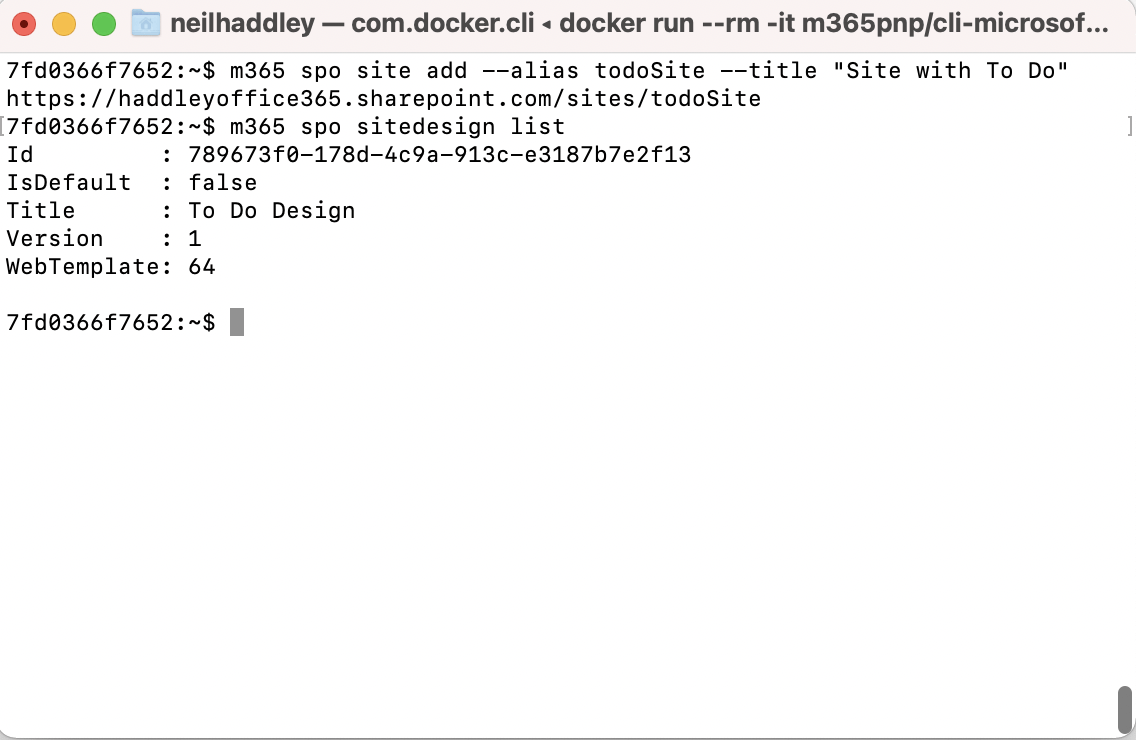 neilhaddley — com.docker.cli ◂ docker run --rm -it m365pnp/cli-microsof...
7fd0366f7652:~$ m365 spo site add --alias todoSite --title "Site with To Do"
https://haddleyoffice365.sharepoint.com/sites/todoSite
[7fd0366f7652:~$ m365 spo sitedesign list ]
Id         : 789673f0-178d-4c9a-913c-e3187b7e2f13
IsDefault  : false
Title      : To Do Design
Version    : 1
WebTemplate: 64
7fd0366f7652:~$